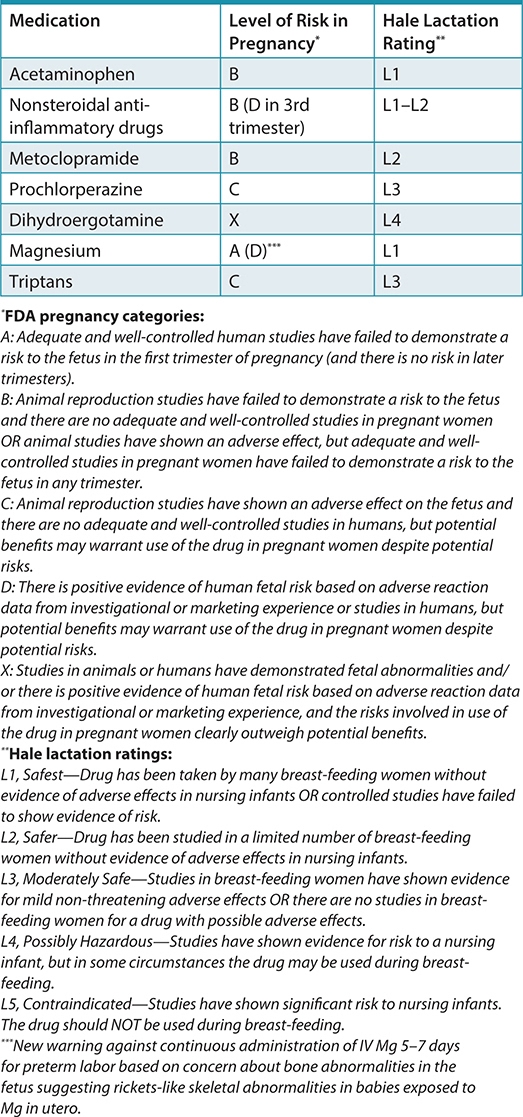 Medication Level of Risk in Pregnancy* Hale Lactation Rating**
Acetaminophen B L1
Nonsteroidal anti-inflammatory drugs B (D in 3rd trimester) L1–L2
Metoclopramide B L2
Prochlorperazine C L3
Dihydroergotamine X L4
Magnesium A (D)*** L1
Triptans C L3
*FDA pregnancy categories:
A: Adequate and well-controlled human studies have failed to demonstrate a
risk to the fetus in the first trimester of pregnancy (and there is no risk in later
trimesters).
B: Animal reproduction studies have failed to demonstrate a risk to the fetus
and there are no adequate and well-controlled studies in pregnant women
OR animal studies have shown an adverse effect, but adequate and well-
controlled studies in pregnant women have failed to demonstrate a risk to the
fetus in any trimester.
C: Animal reproduction studies have shown an adverse effect on the fetus and
there are no adequate and well-controlled studies in humans, but potential
benefits may warrant use of the drug in pregnant women despite potential
risks.
D: There is positive evidence of human fetal risk based on adverse reaction
data from investigational or marketing experience or studies in humans, but
potential benefits may warrant use of the drug in pregnant women despite
potential risks.
X: Studies in animals or humans have demonstrated fetal abnormalities and/
or there is positive evidence of human fetal risk based on adverse reaction data
from investigational or marketing experience, and the risks involved in use of
the drug in pregnant women clearly outweigh potential benefits.
**Hale lactation ratings:
L1, Safest—Drug has been taken by many breast-feeding women without
evidence of adverse effects in nursing infants OR controlled studies have failed
to show evidence of risk.
L2, Safer—Drug has been studied in a limited number of breast-feeding
women without evidence of adverse effects in nursing infants.
L3, Moderately Safe—Studies in breast-feeding women have shown evidence
for mild non-threatening adverse effects OR there are no studies in breast-
feeding women for a drug with possible adverse effects.
L4, Possibly Hazardous—Studies have shown evidence for risk to a nursing
infant, but in some circumstances the drug may be used during breast-
feeding.
L5, Contraindicated—Studies have shown significant risk to nursing infants.
The drug should NOT be used during breast-feeding.
***New warning against continuous administration of IV Mg 5–7 days
for preterm labor based on concern about bone abnormalities in the
fetus suggesting rickets-like skeletal abnormalities in babies exposed to
Mg in utero.